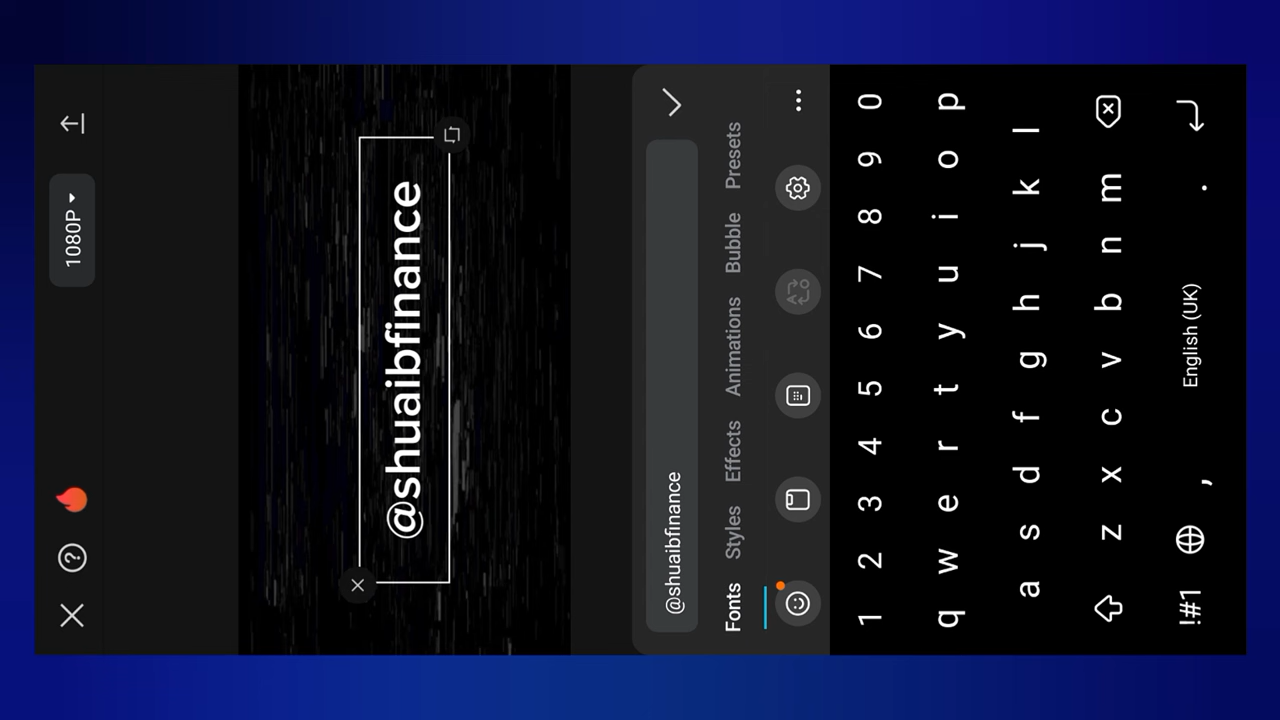 1080P
@shuaibfinance
@shuaibfinance
Fonts Styles Effects Animations Bubble Presets
1 2 3 4 5 6 7 8 9 0
q w e r t y u i o p
a s d f g h j k l
z x c v b n m
!#1 , English (UK) .